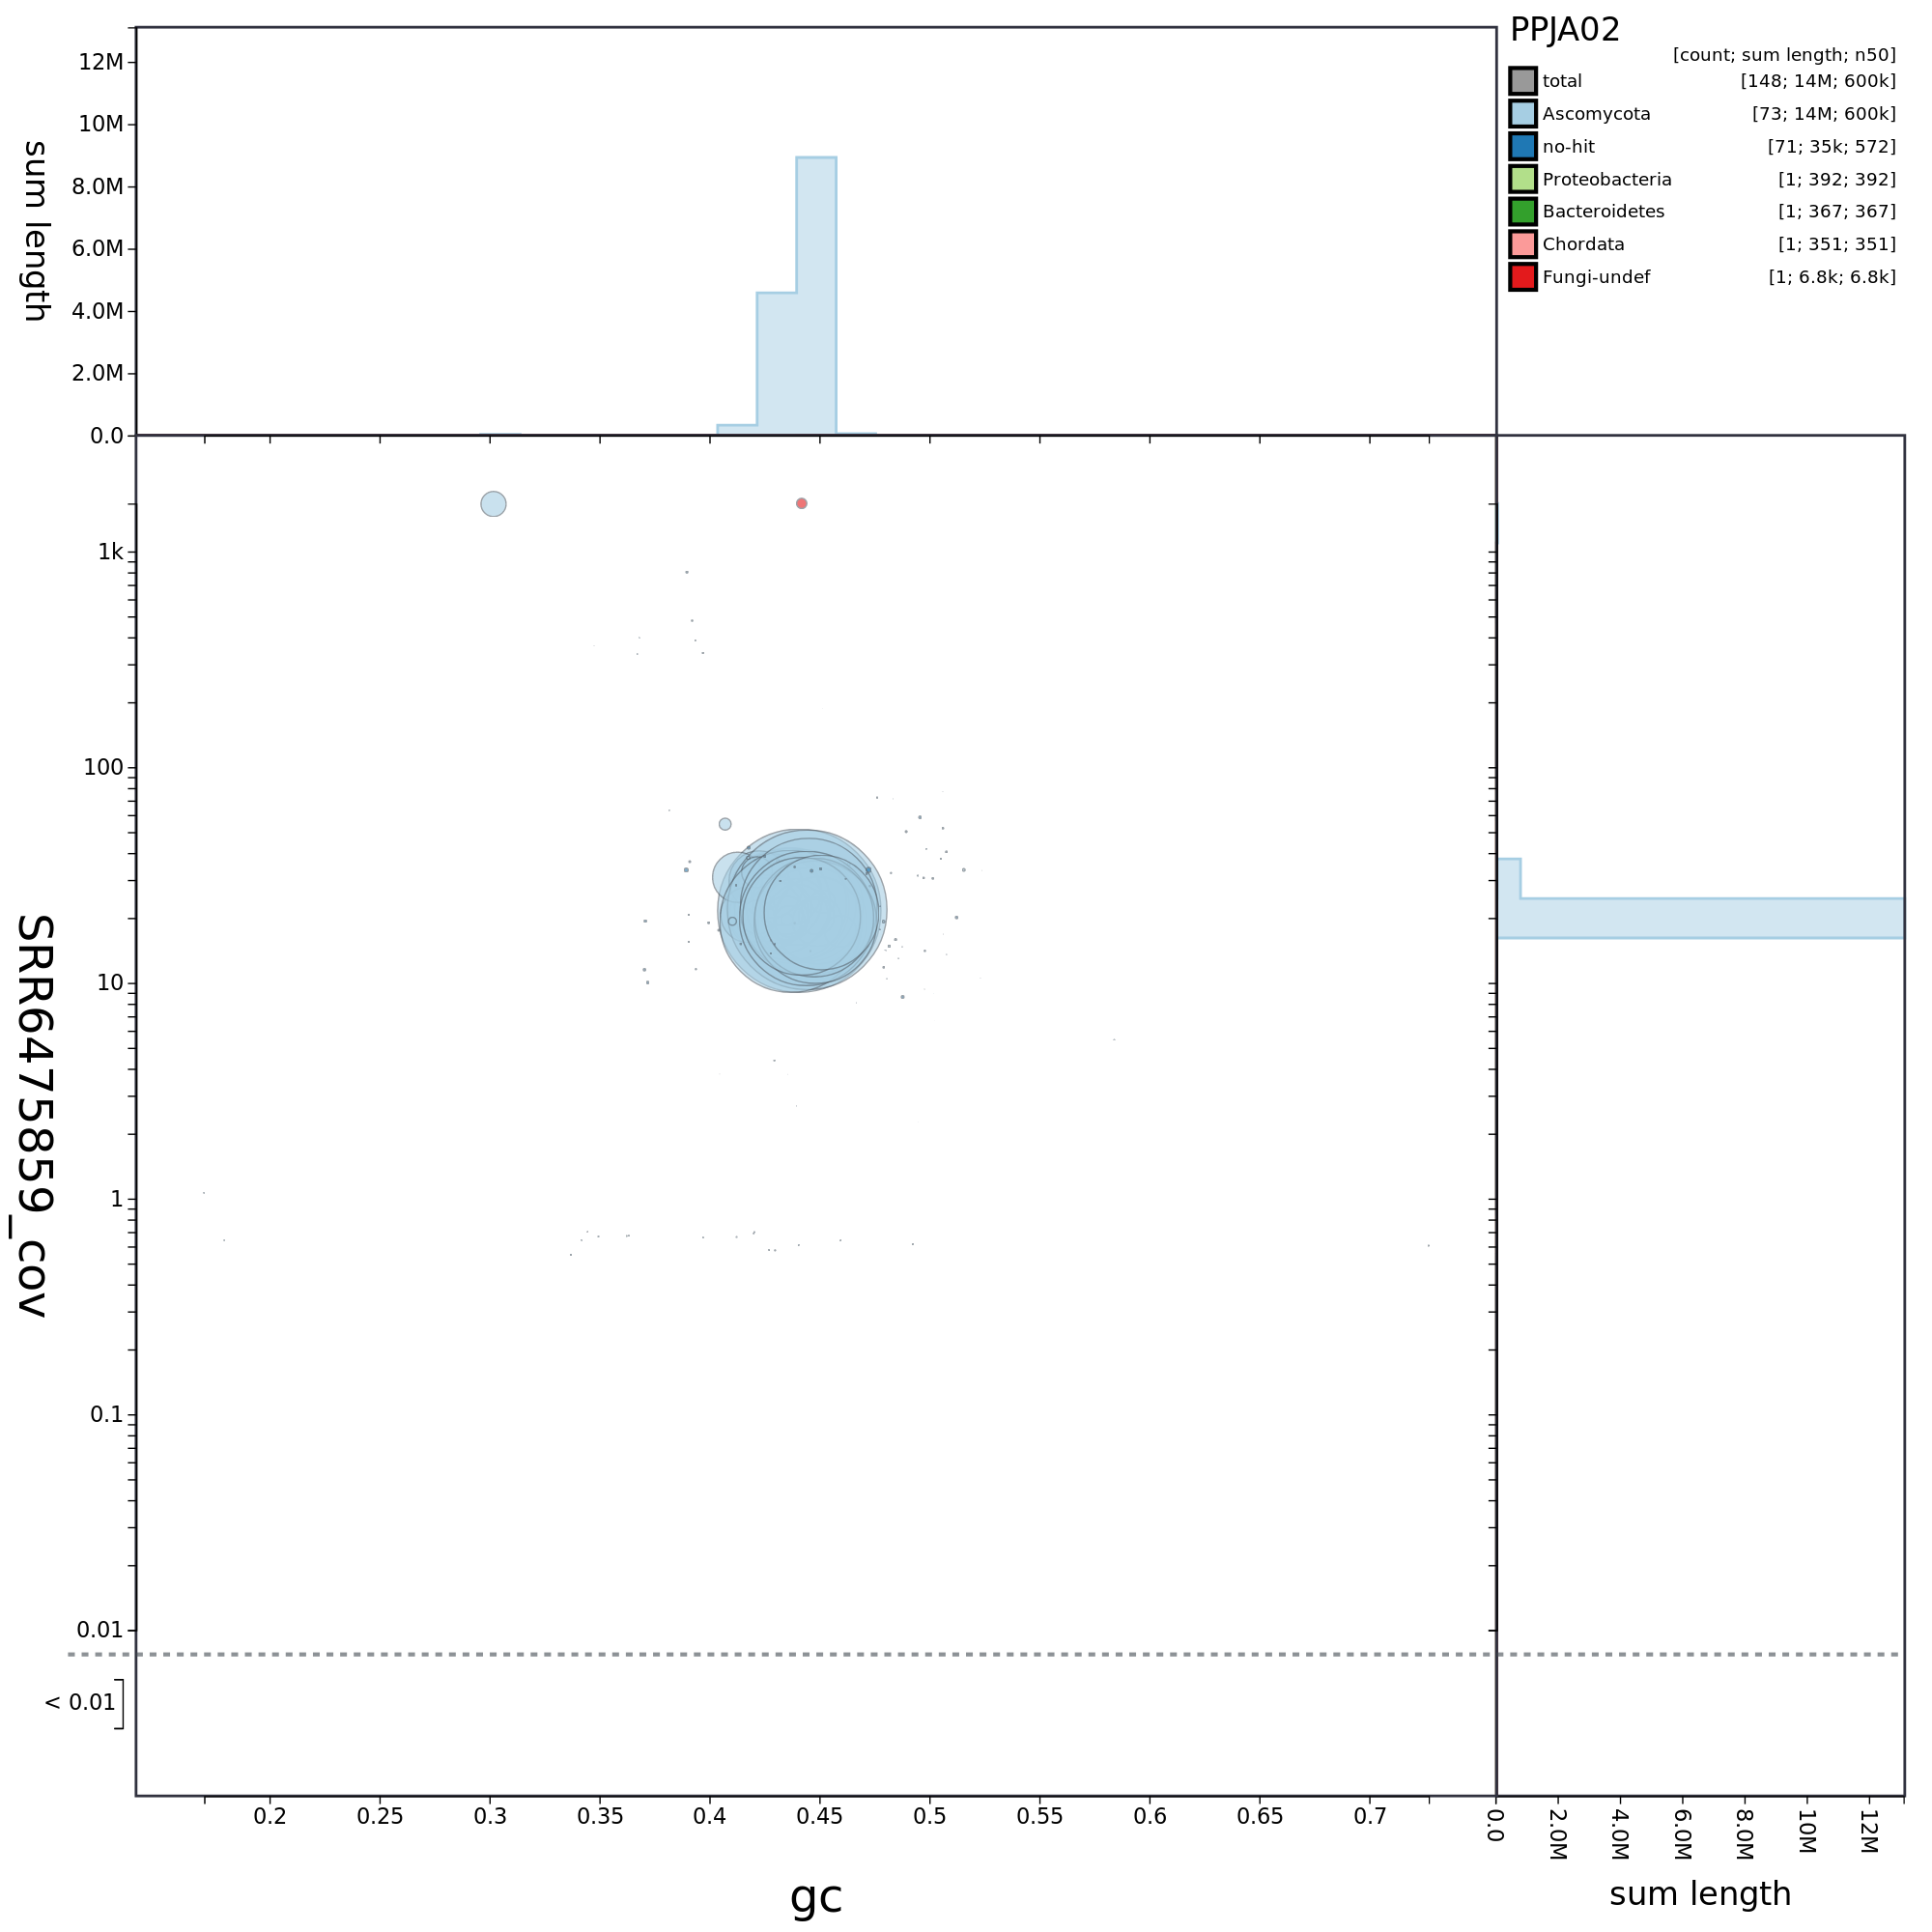 PPJA02
[count; sum length; n50]
total [148; 14M; 600k]
Ascomycota [73; 14M; 600k]
no-hit [71; 35k; 572]
Proteobacteria [1; 392; 392]
Bacteroidetes [1; 367; 367]
Chordata [1; 351; 351]
Fungi-undef [1; 6.8k; 6.8k]
sum length
12M
10M
8.0M
6.0M
4.0M
2.0M
0.0
SRR6475859_cov
1k
100
10
1
0.1
0.01
< 0.01
0.2 0.25 0.3 0.35 0.4 0.45 0.5 0.55 0.6 0.65 0.7
gc
0.0 2.0M 4.0M 6.0M 8.0M 10M 12M
sum length